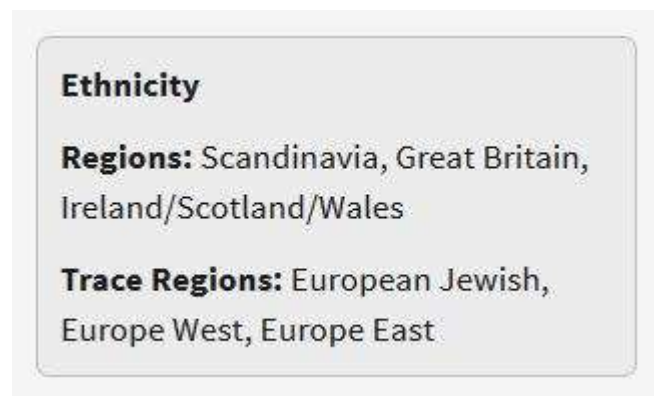 Ethnicity
Regions: Scandinavia, Great Britain,
Ireland/Scotland/Wales
Trace Regions: European Jewish,
Europe West, Europe East